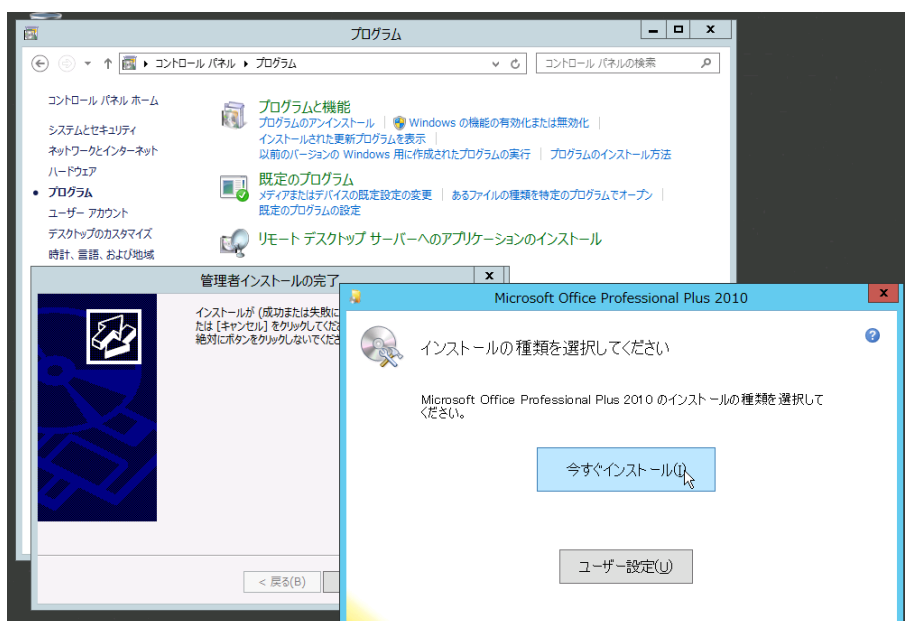 プログラム
コントロール パネル ▸ プログラム
コントロール パネルの検索
コントロール パネル ホーム
システムとセキュリティ
ネットワークとインターネット
ハードウェア
プログラム
ユーザー アカウント
デスクトップのカスタマイズ
時計、言語、および地域
プログラムと機能
プログラムのアンインストール
Windows の機能の有効化または無効化
インストールされた更新プログラムを表示
以前のバージョンの Windows 用に作成されたプログラムの実行
プログラムのインストール方法
既定のプログラム
メディアまたはデバイスの既定設定の変更
あるファイルの種類を特定のプログラムでオープン
既定のプログラムの設定
リモート デスクトップ サーバーへのアプリケーションのインストール
管理者インストールの完了
インストールが (成功または失敗に
たは [キャンセル] をクリックしてくだ
絶対にボタンをクリックしないでくださ
< 戻る(B)
Microsoft Office Professional Plus 2010
インストールの種類を選択してください
Microsoft Office Professional Plus 2010 のインストールの種類を選択して
ください。
今すぐインストール(I)
ユーザー設定(U)